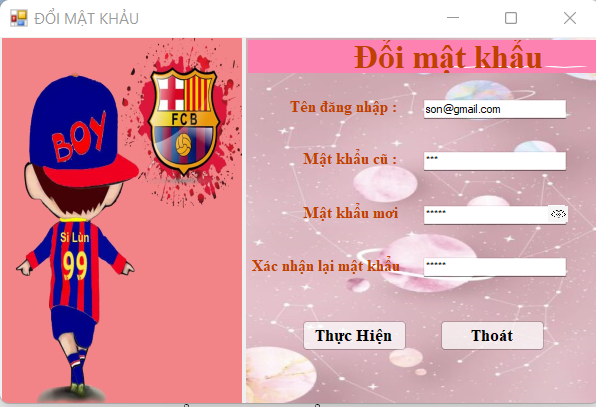 ĐỔI MẬT KHẨU
Đổi mật khẩu
FCB
BOY
Si Lùn
99
Tên đăng nhập :
son@gmail.com
Mật khẩu cũ :
***
Mật khẩu mơi
*****
Xác nhận lại mật khẩu
*****
Thực Hiện
Thoát